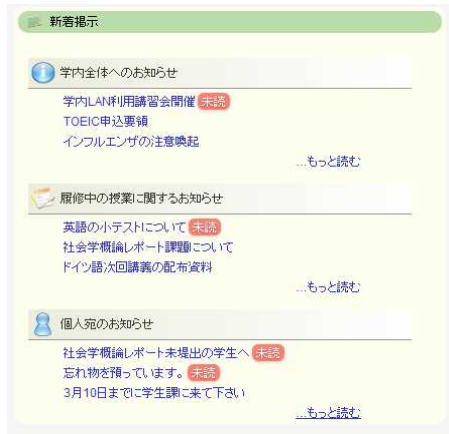 新着掲示
学内全体へのお知らせ
学内LAN利用講習会開催 未読
TOEIC申込要領
インフルエンザの注意喚起
...もっと読む
履修中の授業に関するお知らせ
英語の小テストについて 未読
社会学概論レポート課題について
ドイツ語次回講義の配布資料
...もっと読む
個人宛のお知らせ
社会学概論レポート未提出の学生へ 未読
忘れ物を預っています。 未読
3月10日までに学生課に来て下さい
...もっと読む